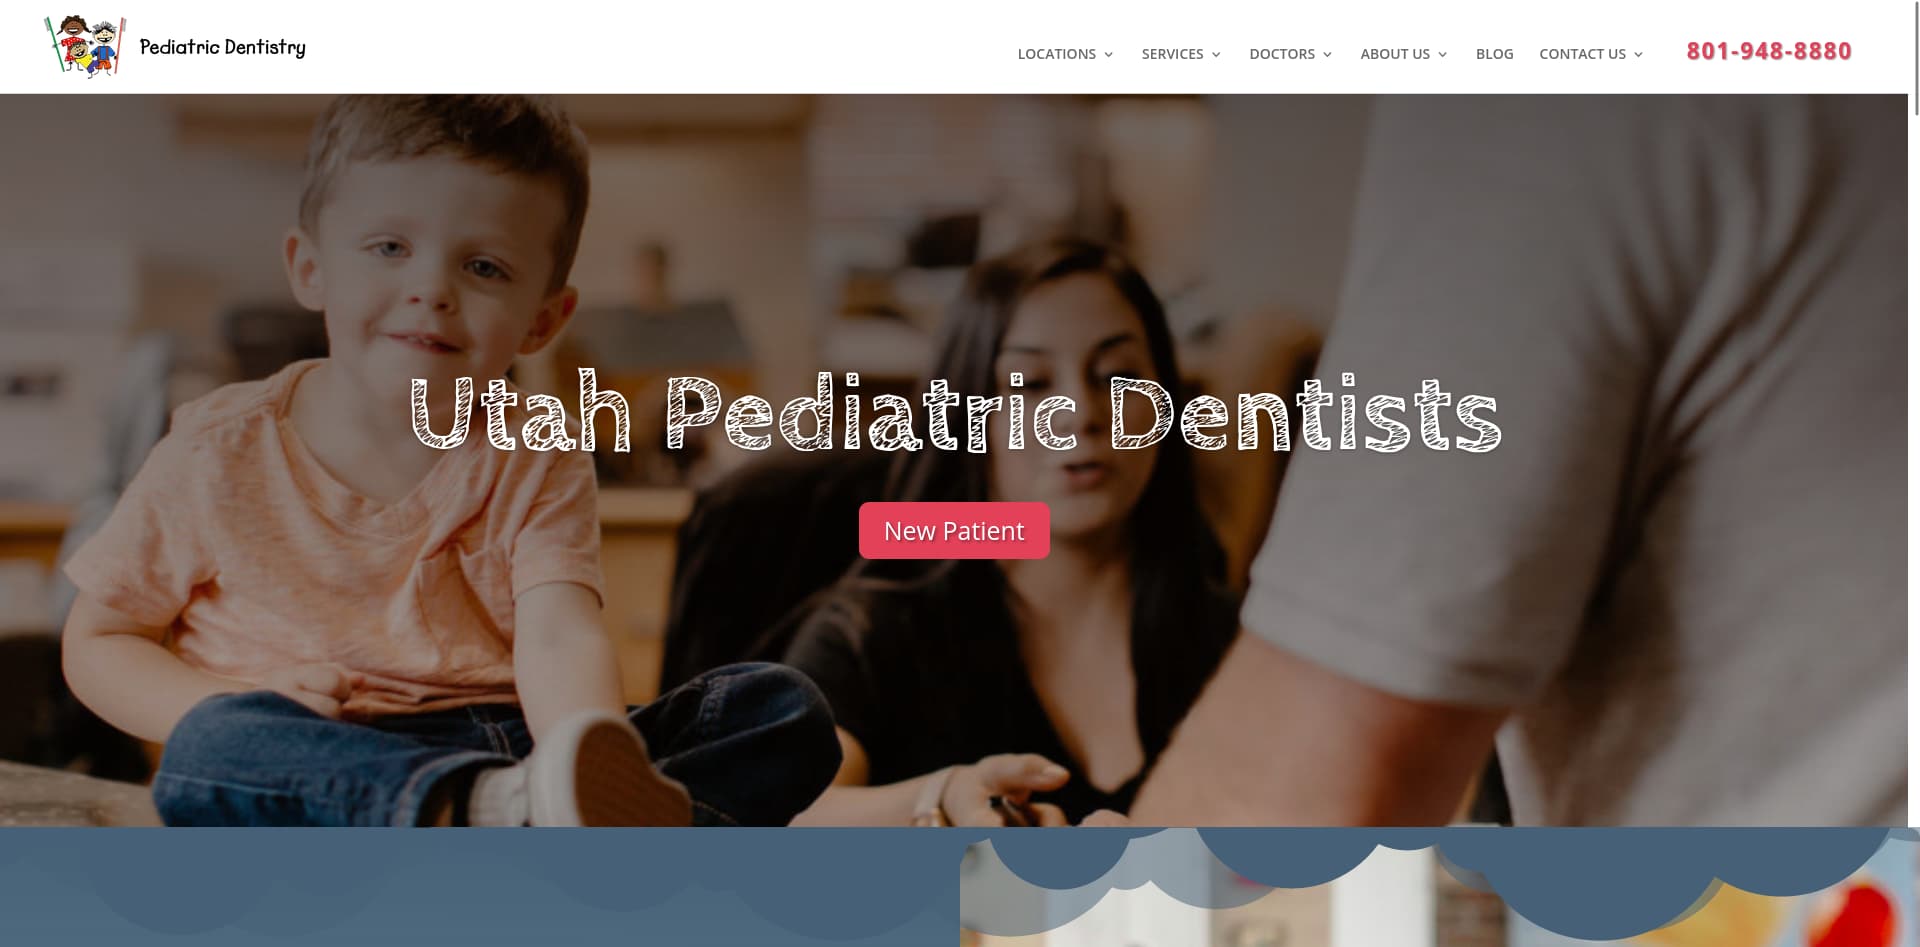 Pediatric Dentistry
LOCATIONS
SERVICES
DOCTORS
ABOUT US
BLOG
CONTACT US
801-948-8880
Utah Pediatric Dentists
New Patient